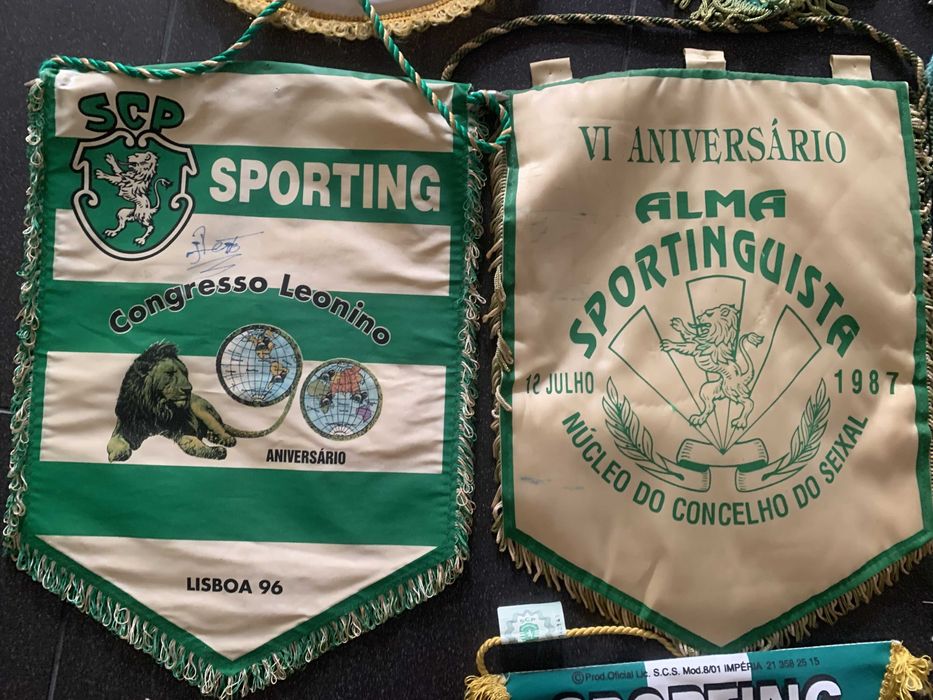 SCP
SPORTING
Congresso Leonino
ANIVERSÁRIO
LISBOA 96
VI ANIVERSÁRIO
ALMA
SPORTINGUISTA
12 JULHO 1987
NÚCLEO DO CONCELHO DO SEIXAL
SCP
©Prod.Oficial Lic. S.C.S. Mod.8/01 IMPÉRIA 21 358 25 15
SPORTING